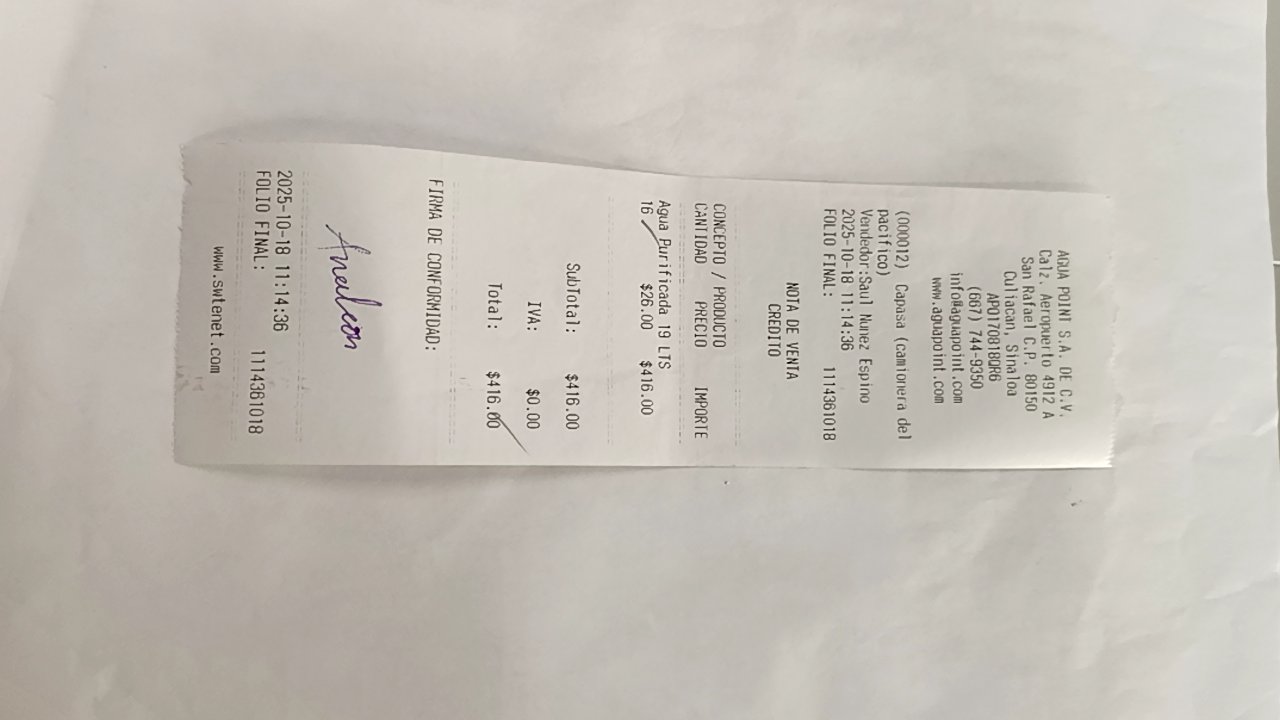 AGUA POINT S.A. DE C.V.
Calz. Aeropuerto 4912 A
San Rafael C.P. 80150
Culiacan, Sinaloa
APO170818QR6
(667) 744-9350
info@aguapoint.com
www.aguapoint.com
(000012) Capasa (camionera del
pacifico)
Vendedor:Saul Nunez Espino
2025-10-18 11:14:36
FOLIO FINAL: 1114361018
NOTA DE VENTA
CREDITO
CONCEPTO / PRODUCTO
CANTIDAD PRECIO IMPORTE
Agua Purificada 19 LTS
16 $26.00 $416.00
SubTotal: $416.00
IVA: $0.00
Total: $416.00
FIRMA DE CONFORMIDAD:
2025-10-18 11:14:36
FOLIO FINAL: 1114361018
www.swtenet.com